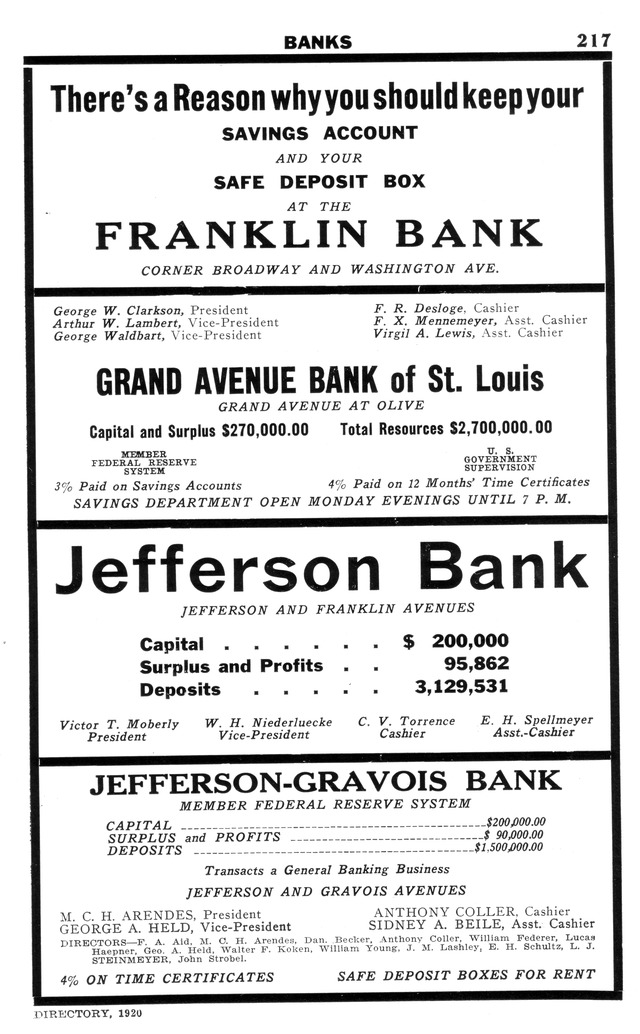 BANKS 217
There's a Reason why you should keep your
SAVINGS ACCOUNT
AND YOUR
SAFE DEPOSIT BOX
AT THE
FRANKLIN BANK
CORNER BROADWAY AND WASHINGTON AVE.
George W. Clarkson, President
Arthur W. Lambert, Vice-President
George Waldbart, Vice-President
F. R. Desloge, Cashier
F. X. Mennemeyer, Asst. Cashier
Virgil A. Lewis, Asst. Cashier
GRAND AVENUE BANK of St. Louis
GRAND AVENUE AT OLIVE
Capital and Surplus $270,000.00 Total Resources $2,700,000.00
MEMBER
FEDERAL RESERVE
SYSTEM
U. S.
GOVERNMENT
SUPERVISION
3% Paid on Savings Accounts 4% Paid on 12 Months' Time Certificates
SAVINGS DEPARTMENT OPEN MONDAY EVENINGS UNTIL 7 P. M.
Jefferson Bank
JEFFERSON AND FRANKLIN AVENUES
Capital . . . . . . $ 200,000
Surplus and Profits . . 95,862
Deposits . . . . . 3,129,531
Victor T. Moberly
President
W. H. Niederluecke
Vice-President
C. V. Torrence
Cashier
E. H. Spellmeyer
Asst.-Cashier
JEFFERSON-GRAVOIS BANK
MEMBER FEDERAL RESERVE SYSTEM
CAPITAL $200,000.00
SURPLUS and PROFITS $ 90,000.00
DEPOSITS $1,500,000.00
Transacts a General Banking Business
JEFFERSON AND GRAVOIS AVENUES
M. C. H. ARENDES, President
GEORGE A. HELD, Vice-President
ANTHONY COLLER, Cashier
SIDNEY A. BEILE, Asst. Cashier
DIRECTORS—F. A. Aid, M. C. H. Arendes, Dan. Becker, Anthony Coller, William Federer, Lucas
Haepner, Geo. A. Held, Walter F. Koken, William Young, J. M. Lashley, E. H. Schultz, L. J.
STEINMEYER, John Strobel.
4% ON TIME CERTIFICATES SAFE DEPOSIT BOXES FOR RENT
DIRECTORY, 1920